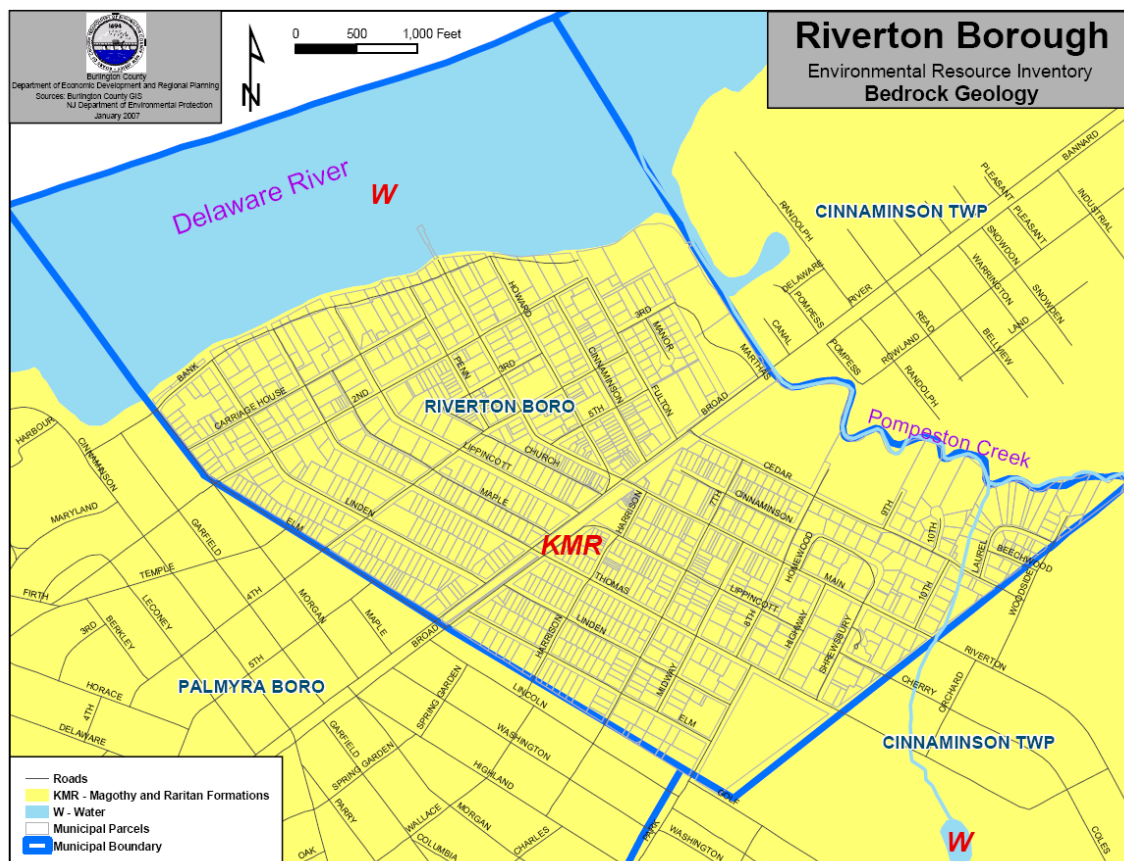 1694
Burlington County
Department of Economic Development and Regional Planning
Sources: Burlington County GIS
NJ Department of Environmental Protection
January 2007
0 500 1,000 Feet
N
Riverton Borough
Environmental Resource Inventory
Bedrock Geology
Delaware River
W
CINNAMINSON TWP
BANNARD
PLEASANT
INDUSTRIAL
RANDOLPH
PLEASANT
SNOWDON
WARRINGTON
SNOWDEN
DELAWARE
POMPESS
RIVER
READ
LAND
BELLVIEW
CANAL
ROWLAND
POMPESS
RANDOLPH
MARTHAS
Pompeston Creek
HOWARD
3RD
MANOR
CINNAMINSON
BANK
PENN
3RD
CARRIAGE HOUSE
2ND
FULTON
5TH
BROAD
RIVERTON BORO
LIPPINCOTT
CHURCH
MAPLE
LINDEN
ELM
CEDAR
CINNAMINSON
7TH
HARRISON
9TH
10TH
LAUREL
BEECHWOOD
WOODSIDE
HOMEWOOD
MAIN
KMR
THOMAS
LIPPINCOTT
10TH
LINDEN
8TH
HIGHWAY
SHREWSBURY
HARRISON
MIDWAY
ELM
RIVERTON
CHERRY
ORCHARD
CINNAMINSON TWP
COLES
W
HARBOUR
CINNAMINSON
MARYLAND
GARFIELD
TEMPLE
4TH
FIRTH
LECONEY
MORGAN
MAPLE
3RD
BERKLEY
BROAD
5TH
PALMYRA BORO
HORACE
4TH
DELAWARE
SPRING GARDEN
LINCOLN
WASHINGTON
GARFIELD
SPRING GARDEN
HIGHLAND
PARRY
WALLACE
MORGAN
COLUMBIA
CHARLES
OAK
GOLF
PARK
WASHINGTON
Roads
KMR - Magothy and Raritan Formations
W - Water
Municipal Parcels
Municipal Boundary